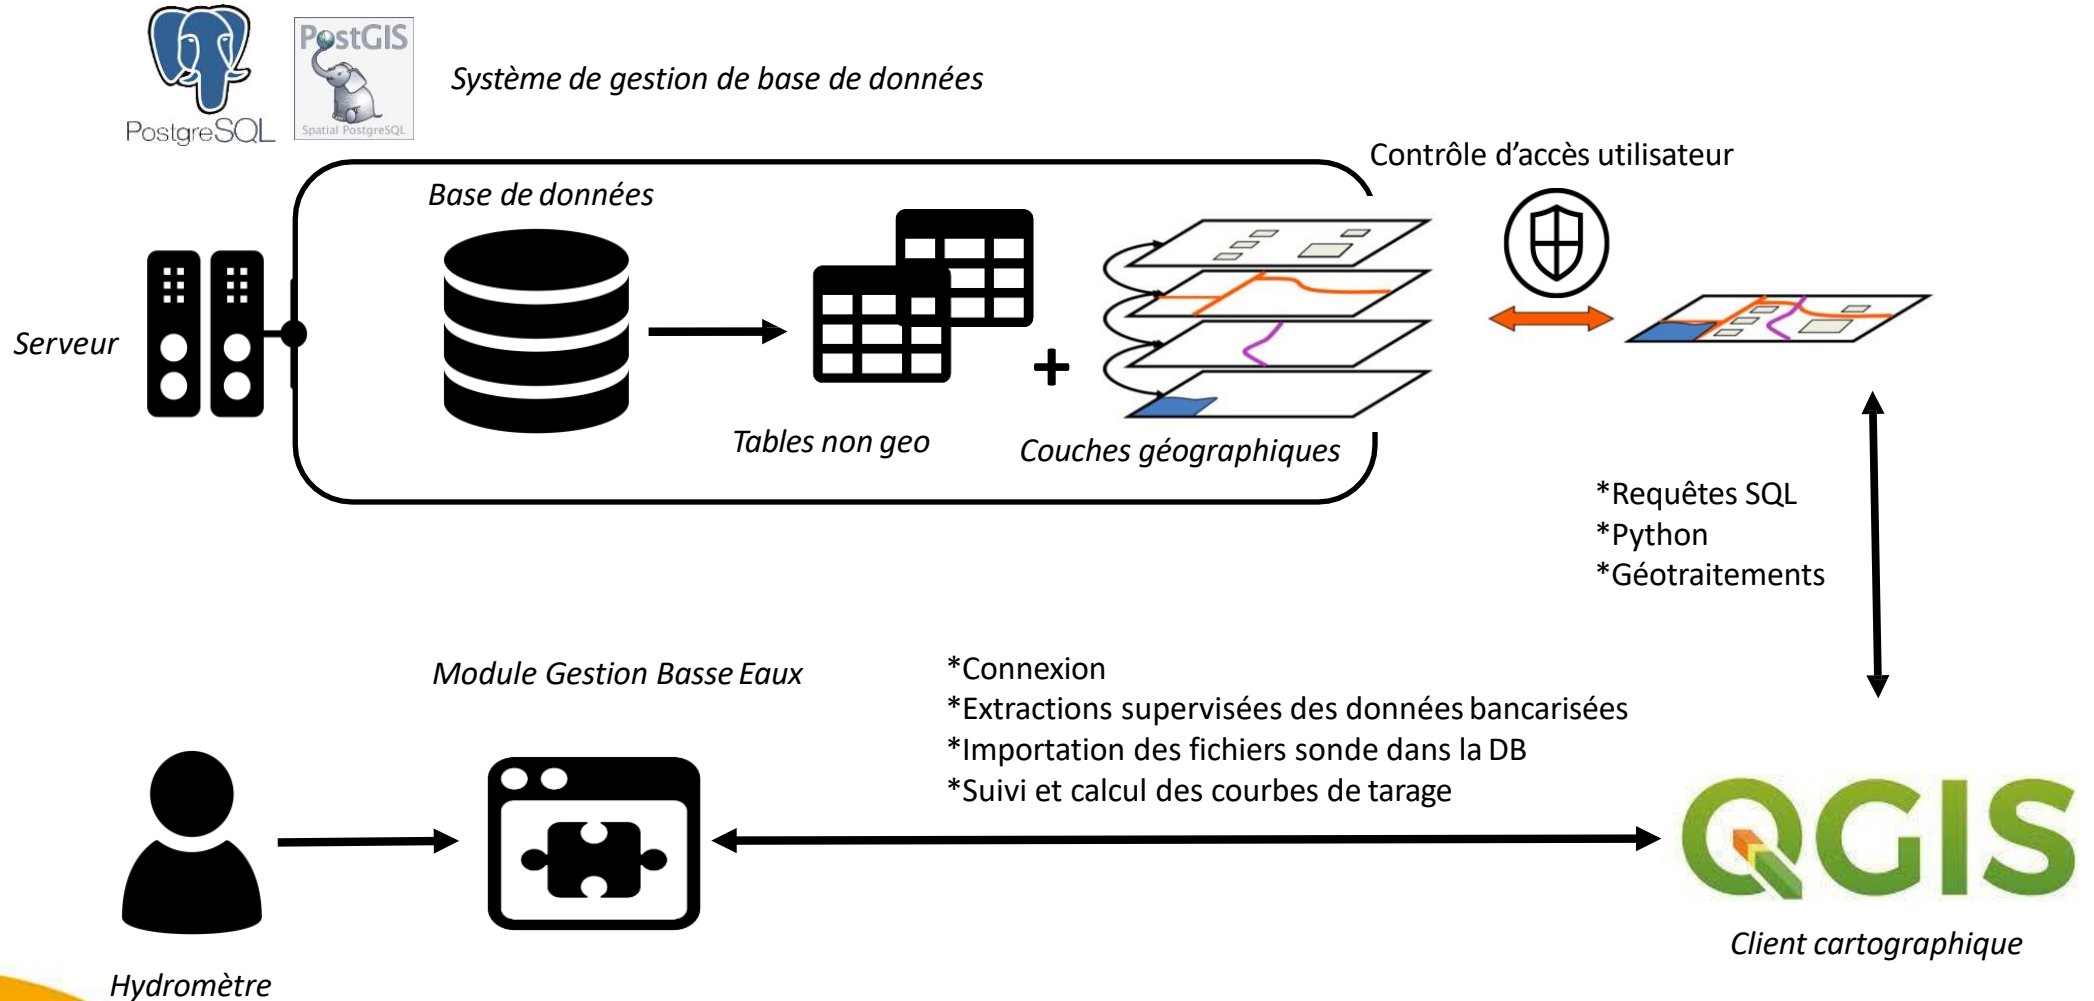 PostgreSQL
PostGIS
Spatial PostgreSQL
Système de gestion de base de données
Contrôle d'accès utilisateur
Base de données
Serveur
+
Tables non geo
Couches géographiques
*Requêtes SQL
*Python
*Géotraitements
Module Gestion Basse Eaux
*Connexion
*Extractions supervisées des données bancarisées
*Importation des fichiers sonde dans la DB
*Suivi et calcul des courbes de tarage
QGIS
Client cartographique
Hydromètre